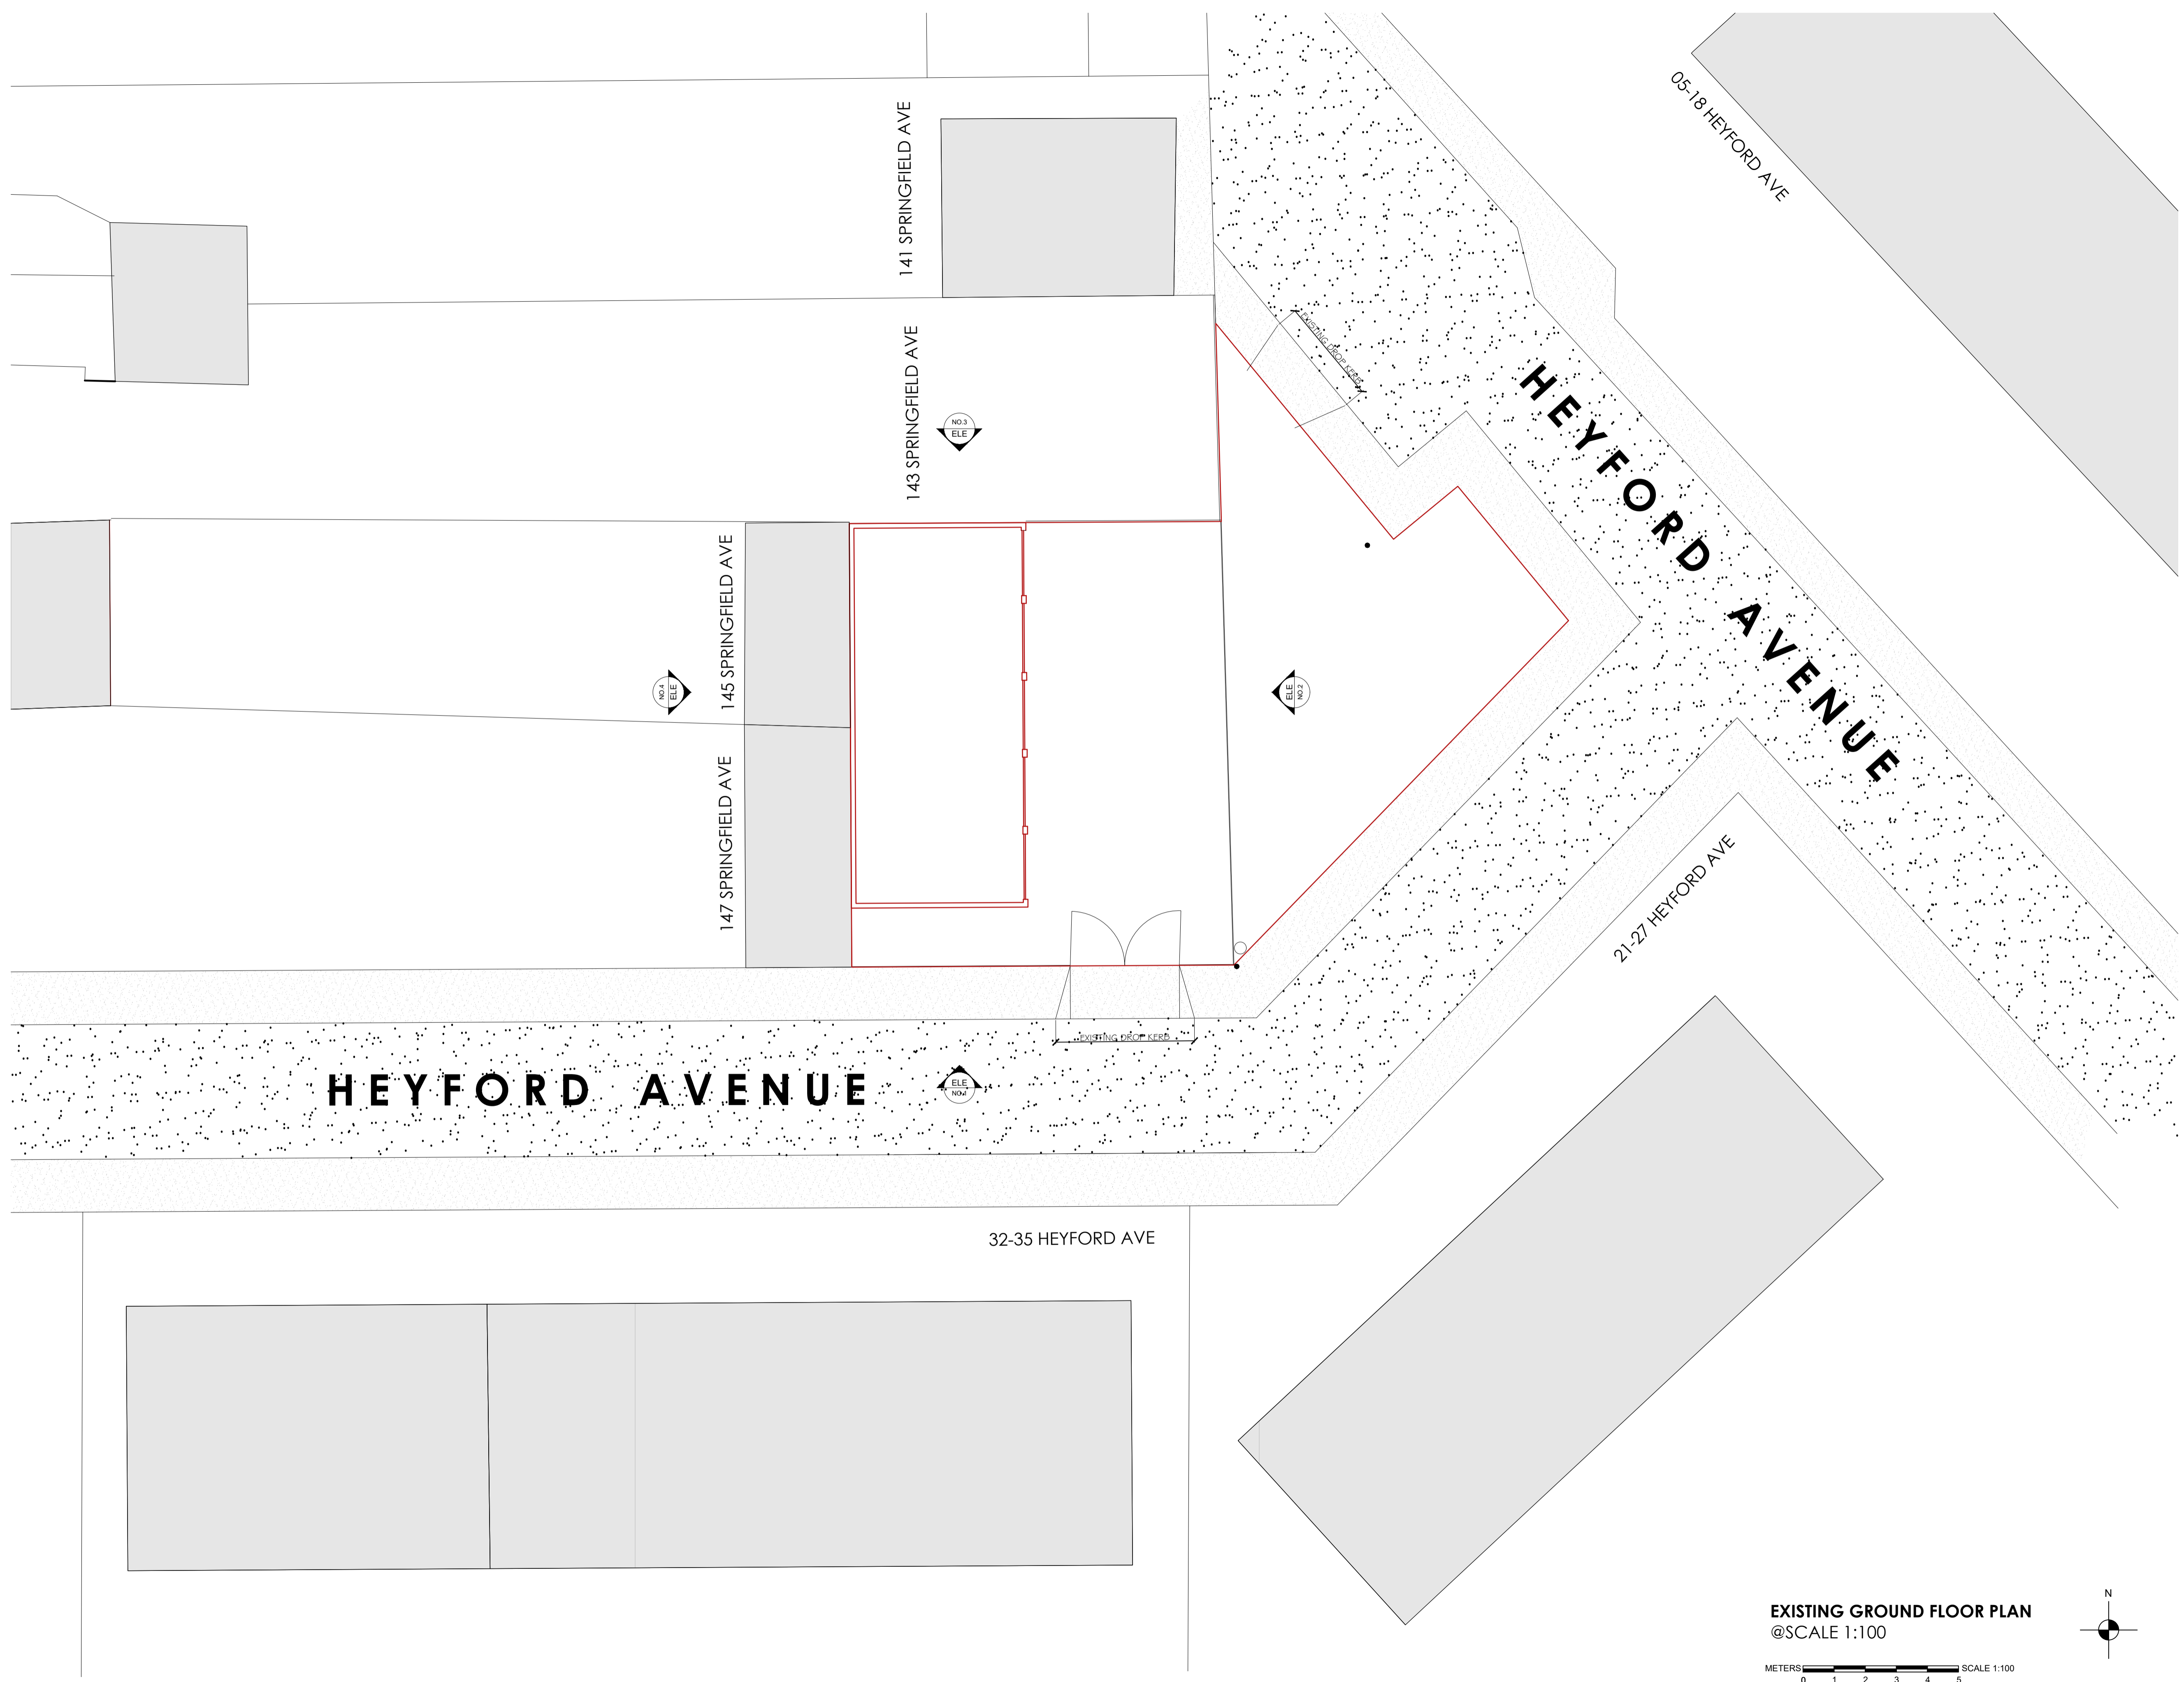 05-18 HEYFORD AVE
141 SPRINGFIELD AVE
EXISTING DROP KERB
143 SPRINGFIELD AVE
NO.3
ELE
HEYFORD AVENUE
145 SPRINGFIELD AVE
NO.4
ELE
ELE
NO.2
147 SPRINGFIELD AVE
21-27 HEYFORD AVE
EXISTING DROP KERB
HEYFORD AVENUE
ELE
NO.1
32-35 HEYFORD AVE
N
EXISTING GROUND FLOOR PLAN
@SCALE 1:100
METERS SCALE 1:100
0 1 2 3 4 5